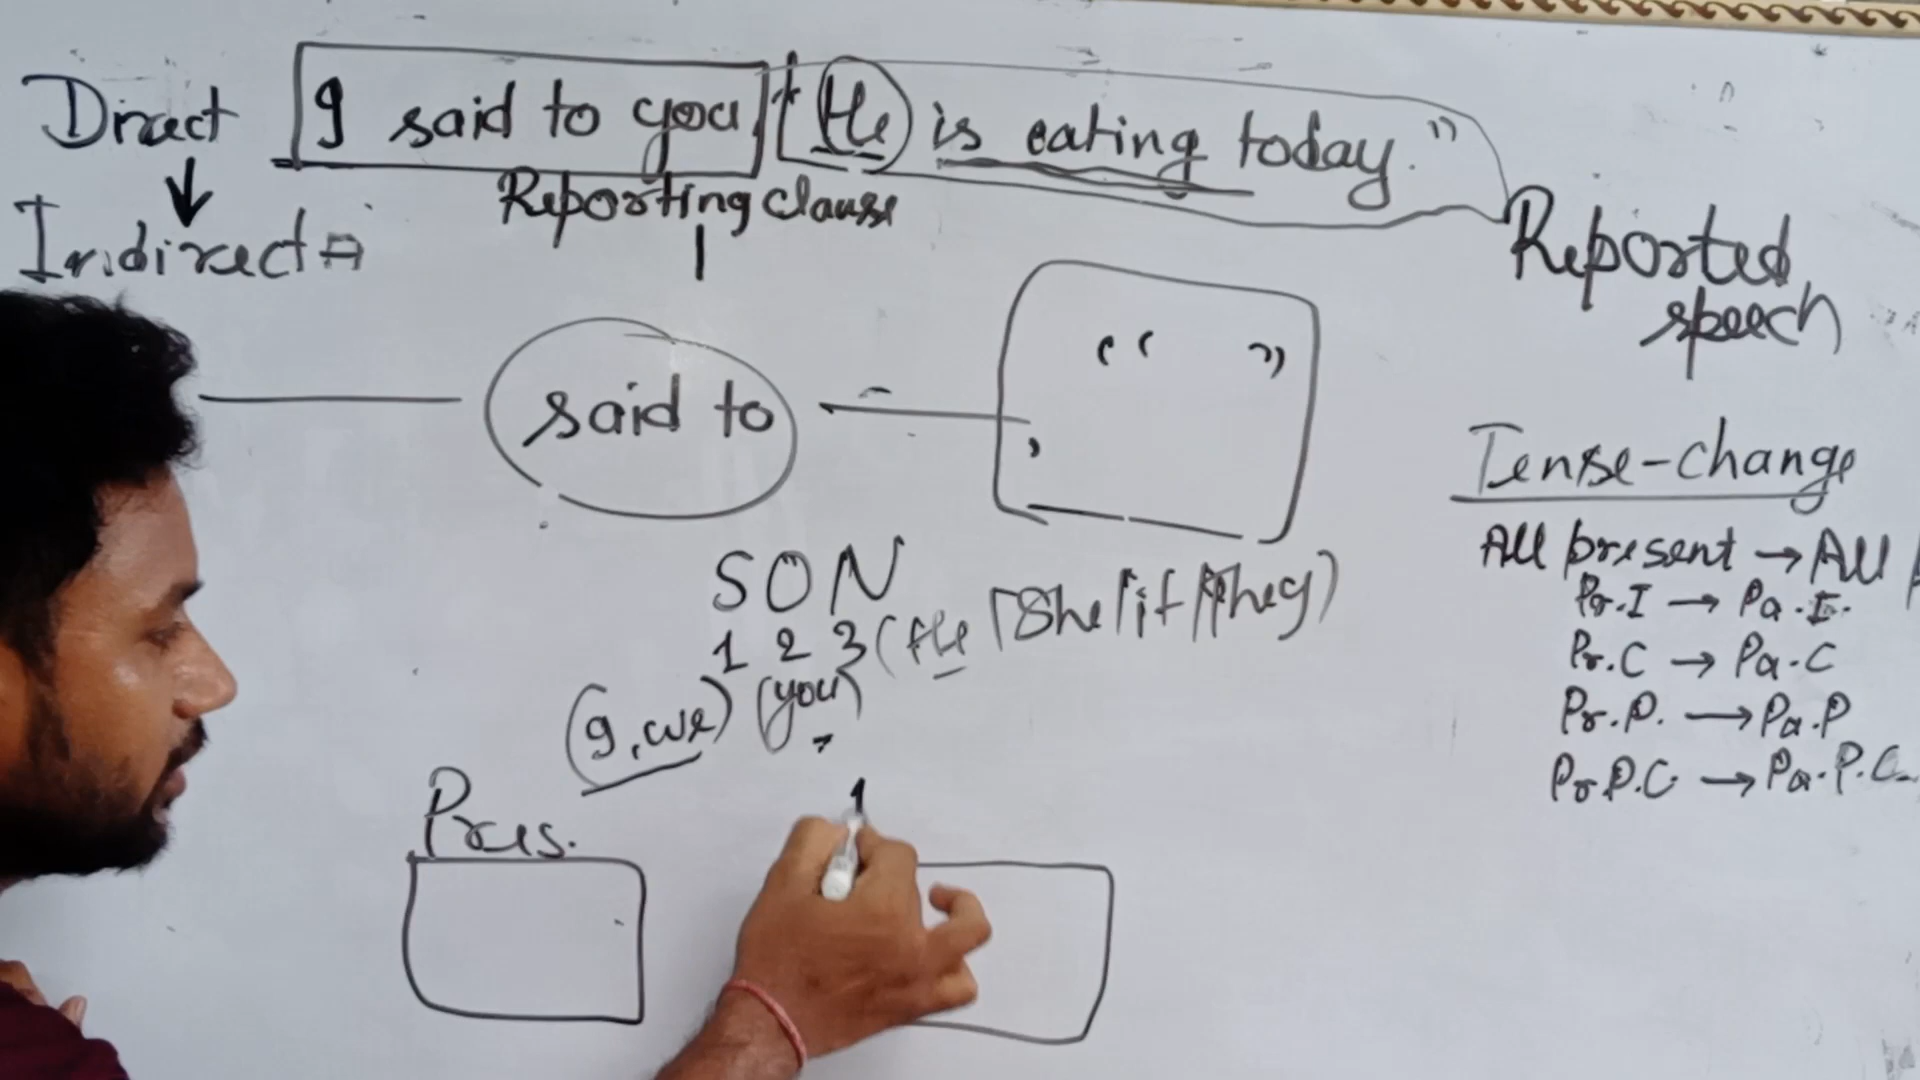 Direct I said to you, "He is eating today."
Reporting clause
Indirect
Reported
speech
said to , " "
Tense-change
SON
All present → All
1 2 3 (He/She/it/They)
Pr.I → Pa.I.
Pr.C → Pa.C
(I, we) (you)
Pr.P. → Pa.P
Pr.P.C. → Pa.P.C.
Pres.